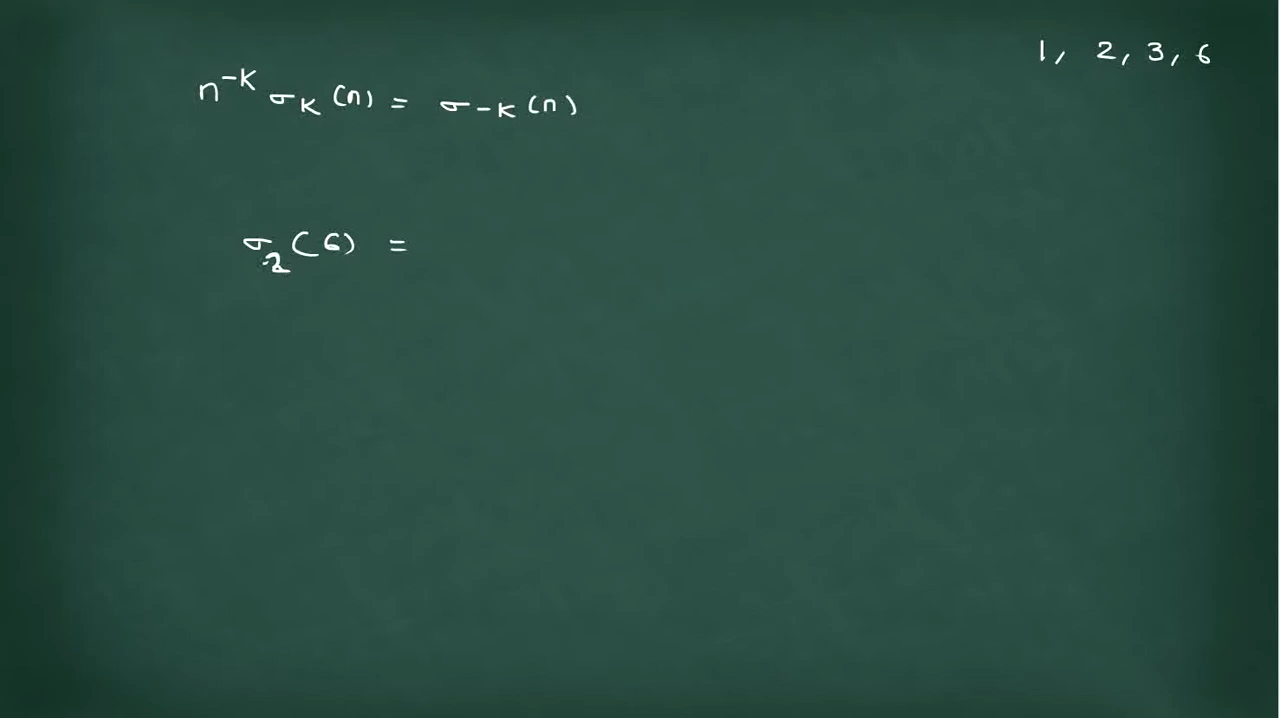 1, 2, 3, 6
n^{-K} σ_K (n) = σ_{-K} (n)
σ_2 (6) =